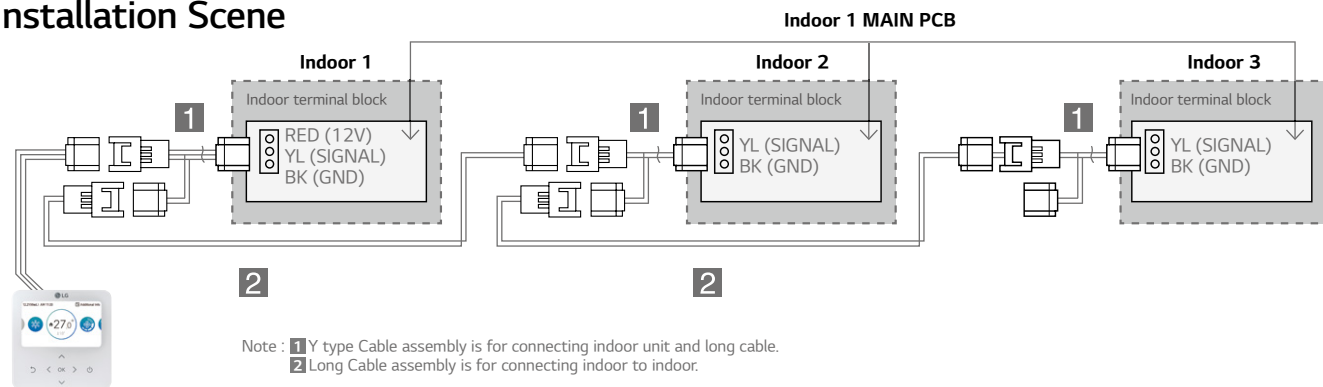 nstallation Scene
Indoor 1 MAIN PCB
Indoor 1
Indoor 2
Indoor 3
Indoor terminal block
Indoor terminal block
Indoor terminal block
1
1
1
RED (12V)
YL (SIGNAL)
BK (GND)
YL (SIGNAL)
BK (GND)
YL (SIGNAL)
BK (GND)
2
2
LG
27.0
OK
Note : 1 Y type Cable assembly is for connecting indoor unit and long cable.
2 Long Cable assembly is for connecting indoor to indoor.